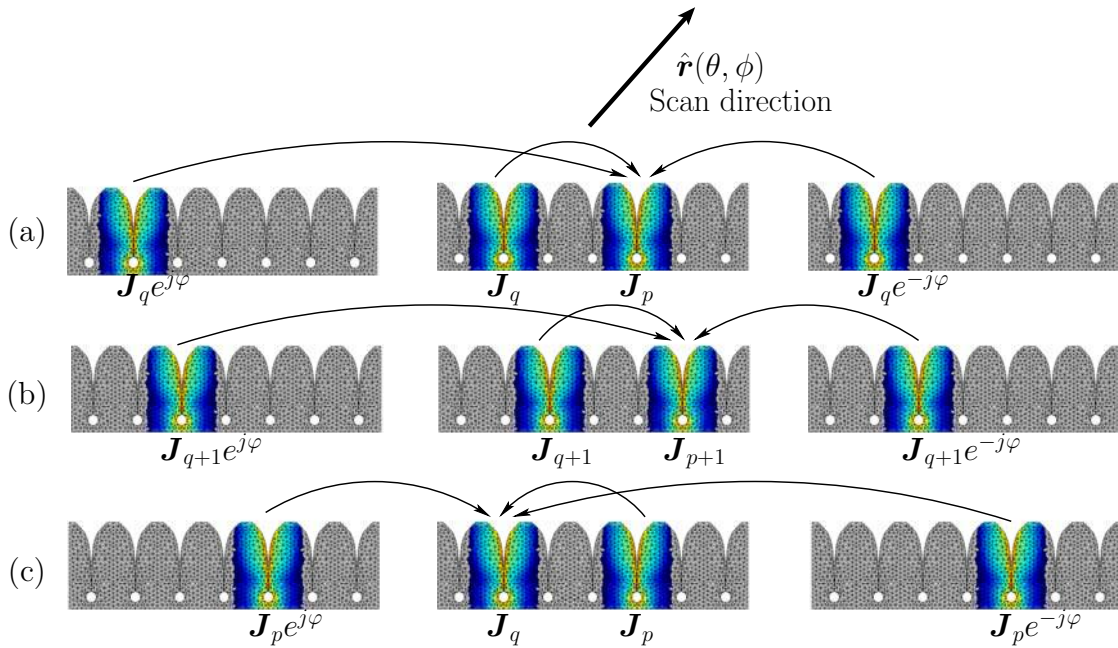 r̂(θ, ϕ)
Scan direction
(a)
J_q e^{jφ} J_q J_p J_q e^{−jφ}
(b)
J_{q+1} e^{jφ} J_{q+1} J_{p+1} J_{q+1} e^{−jφ}
(c)
J_p e^{jφ} J_q J_p J_p e^{−jφ}